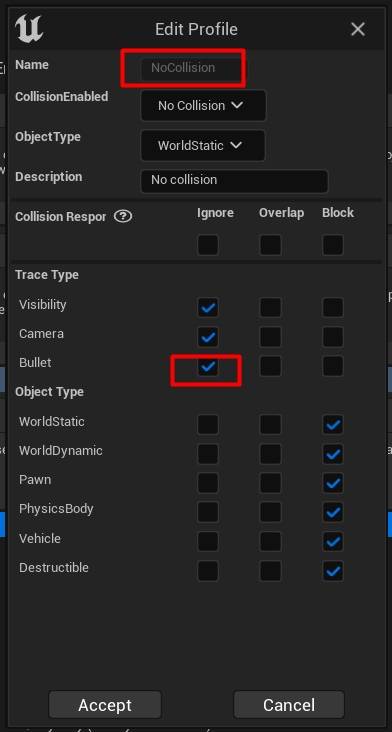 Edit Profile
Name NoCollision
CollisionEnabled No Collision
ObjectType WorldStatic
Description No collision
Collision Respor ? Ignore Overlap Block
Trace Type
Visibility
Camera
Bullet
Object Type
WorldStatic
WorldDynamic
Pawn
PhysicsBody
Vehicle
Destructible
Accept Cancel